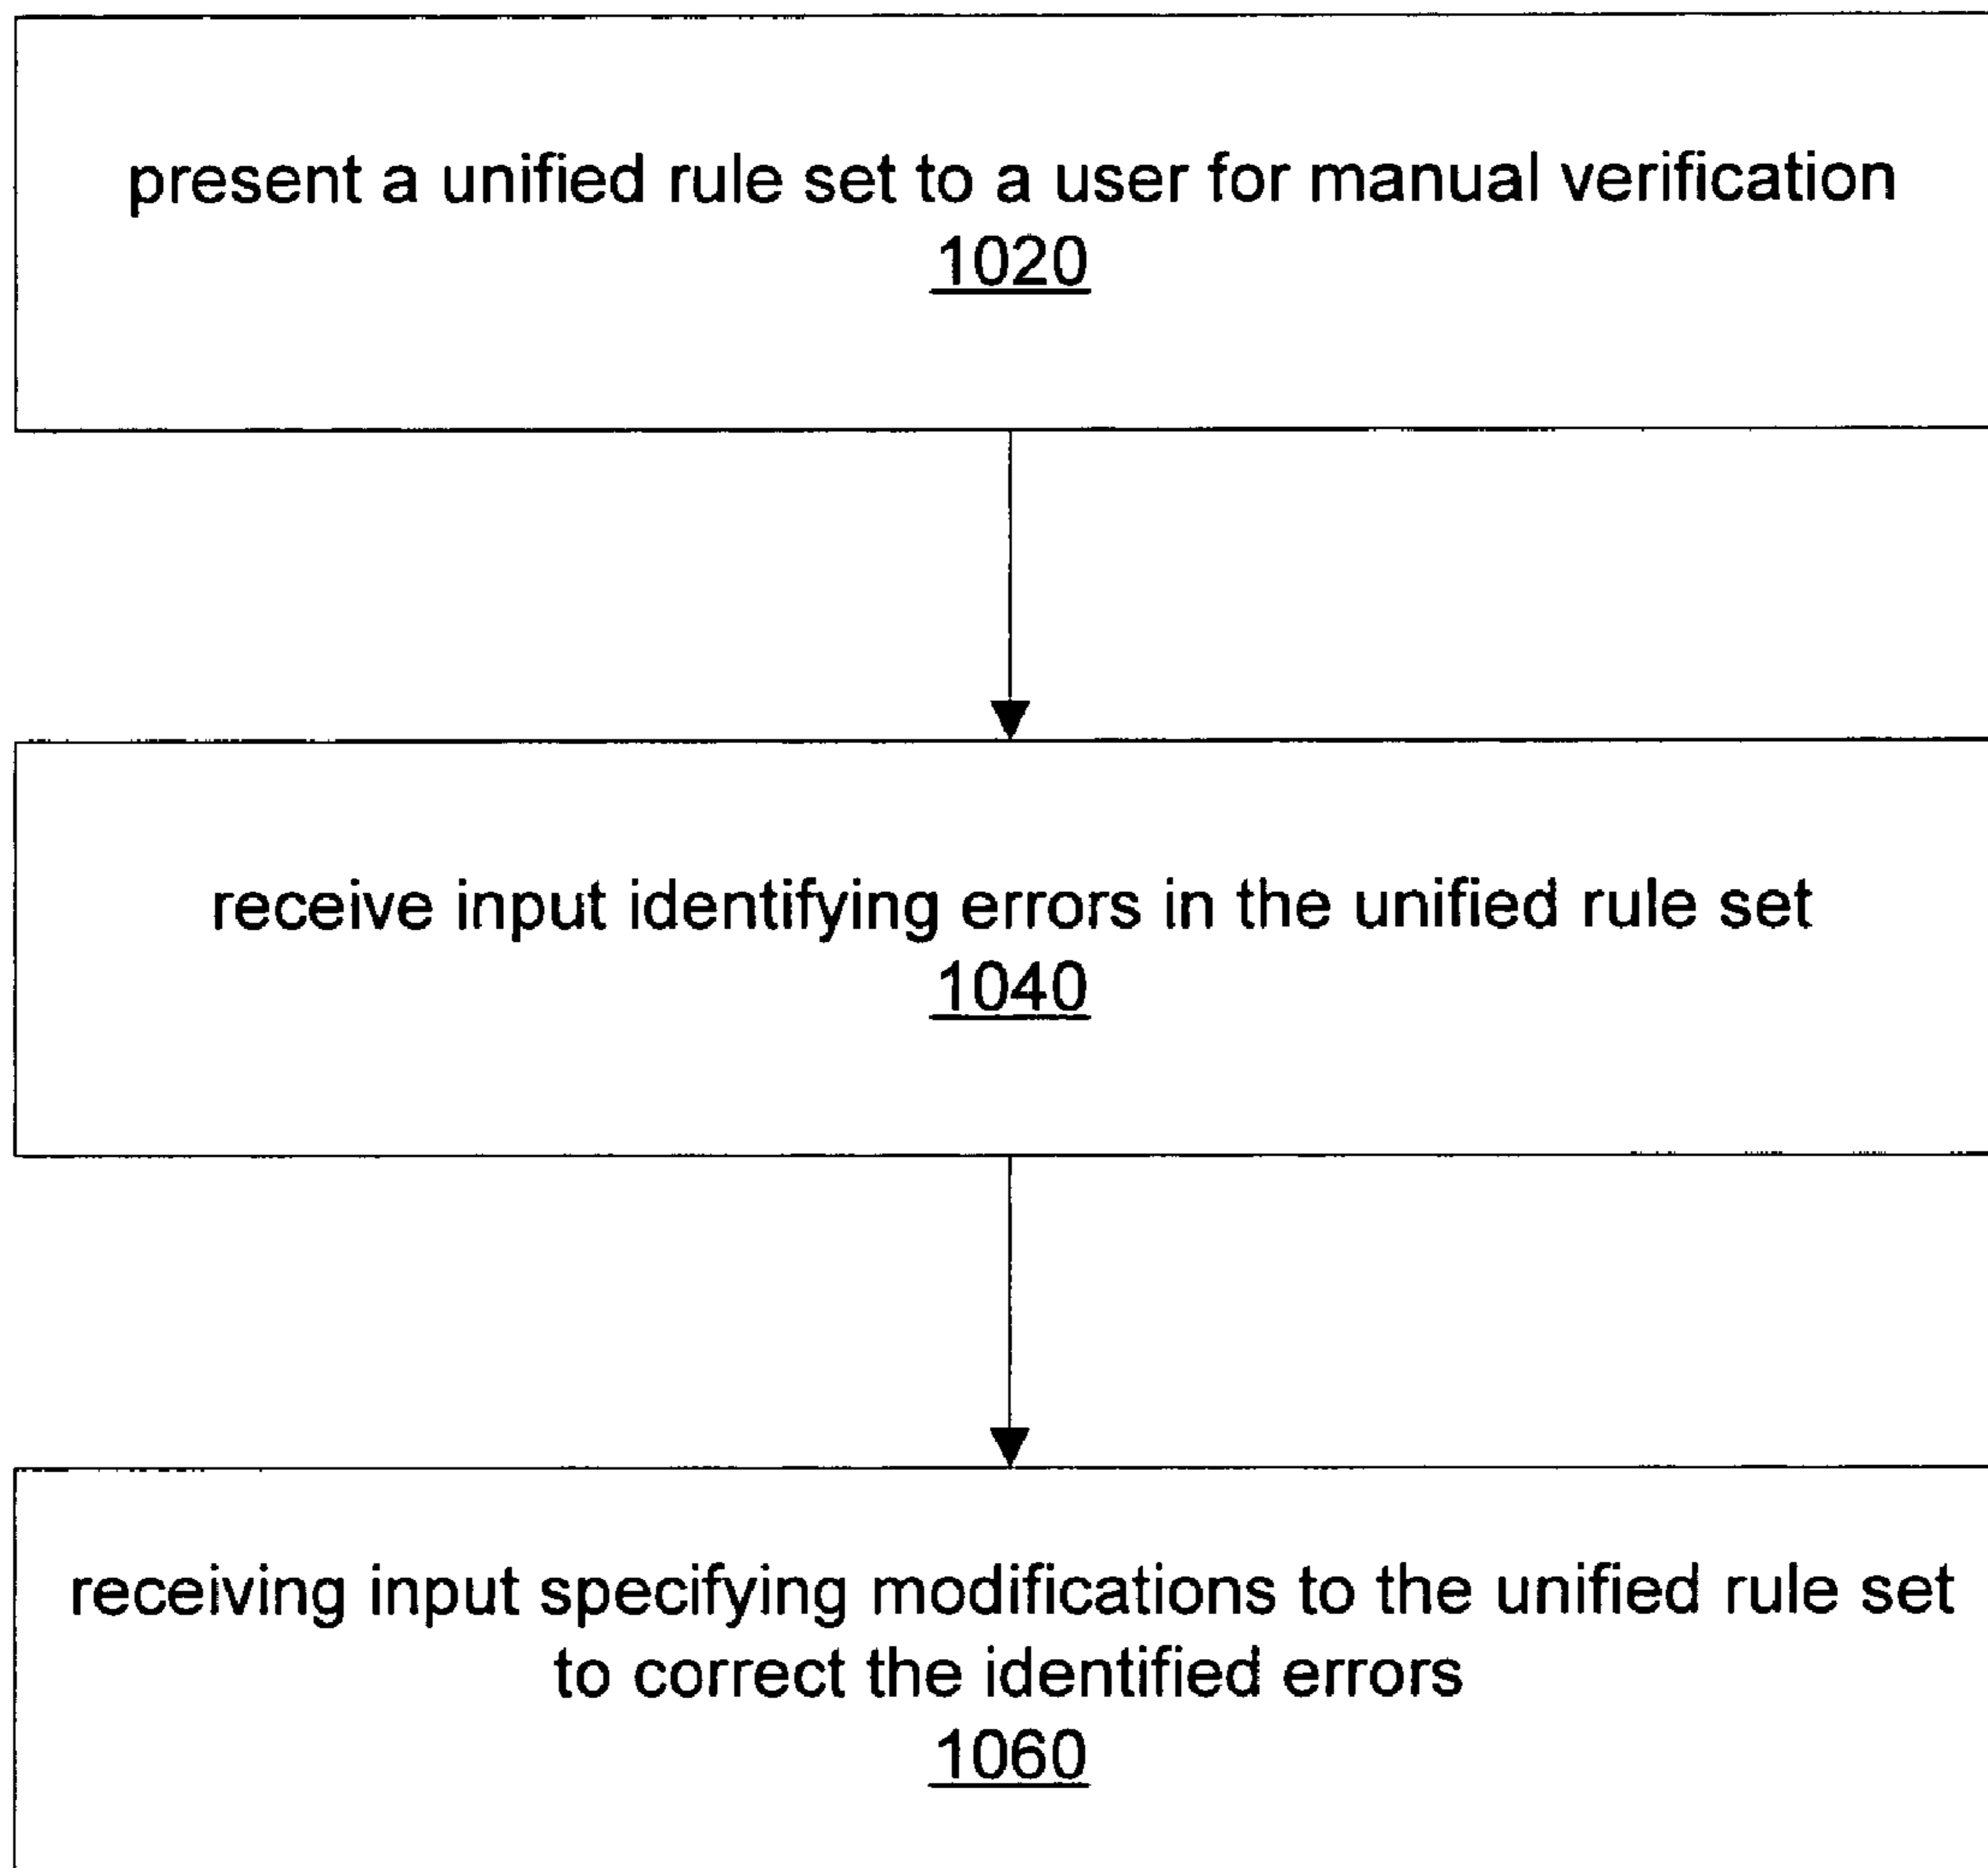 present a unified rule set to a user for manual verification
1020
receive input identifying errors in the unified rule set
1040
receiving input specifying modifications to the unified rule set
to correct the identified errors
1060